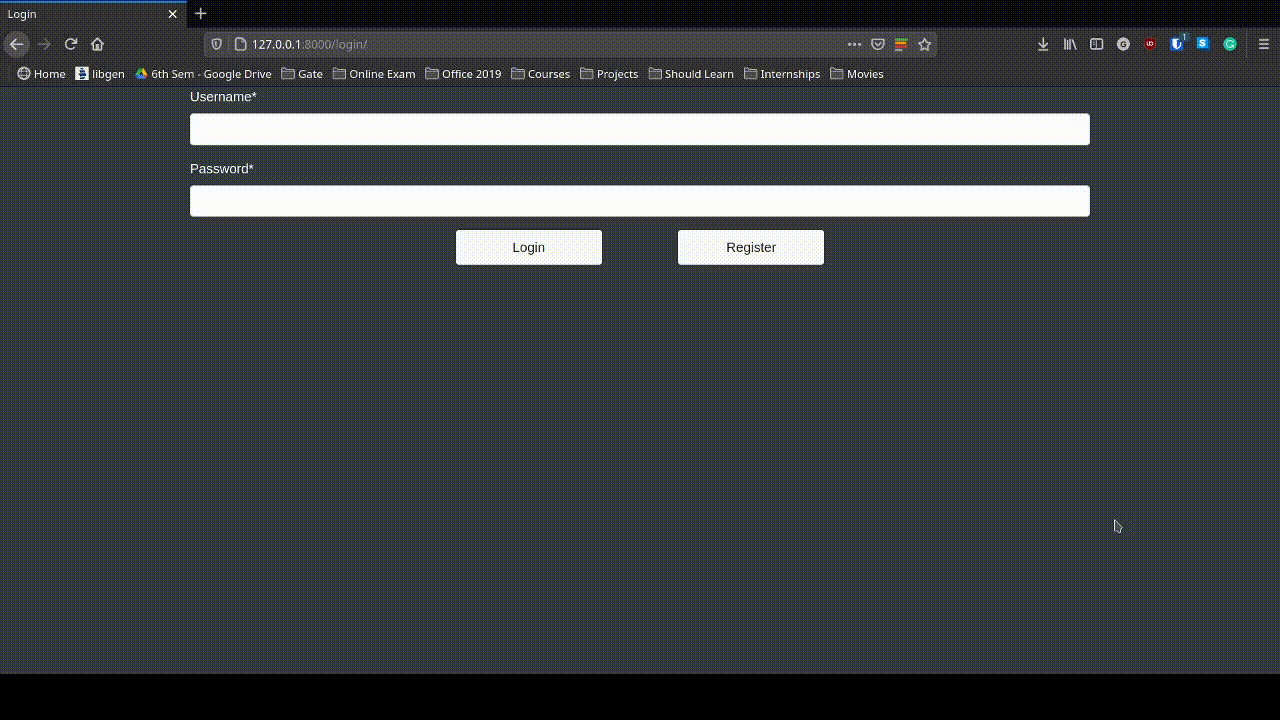 Login
127.0.0.1:8000/login/
1
Home libgen 6th Sem - Google Drive Gate Online Exam Office 2019 Courses Projects Should Learn Internships Movies
Username*
Password*
Login Register